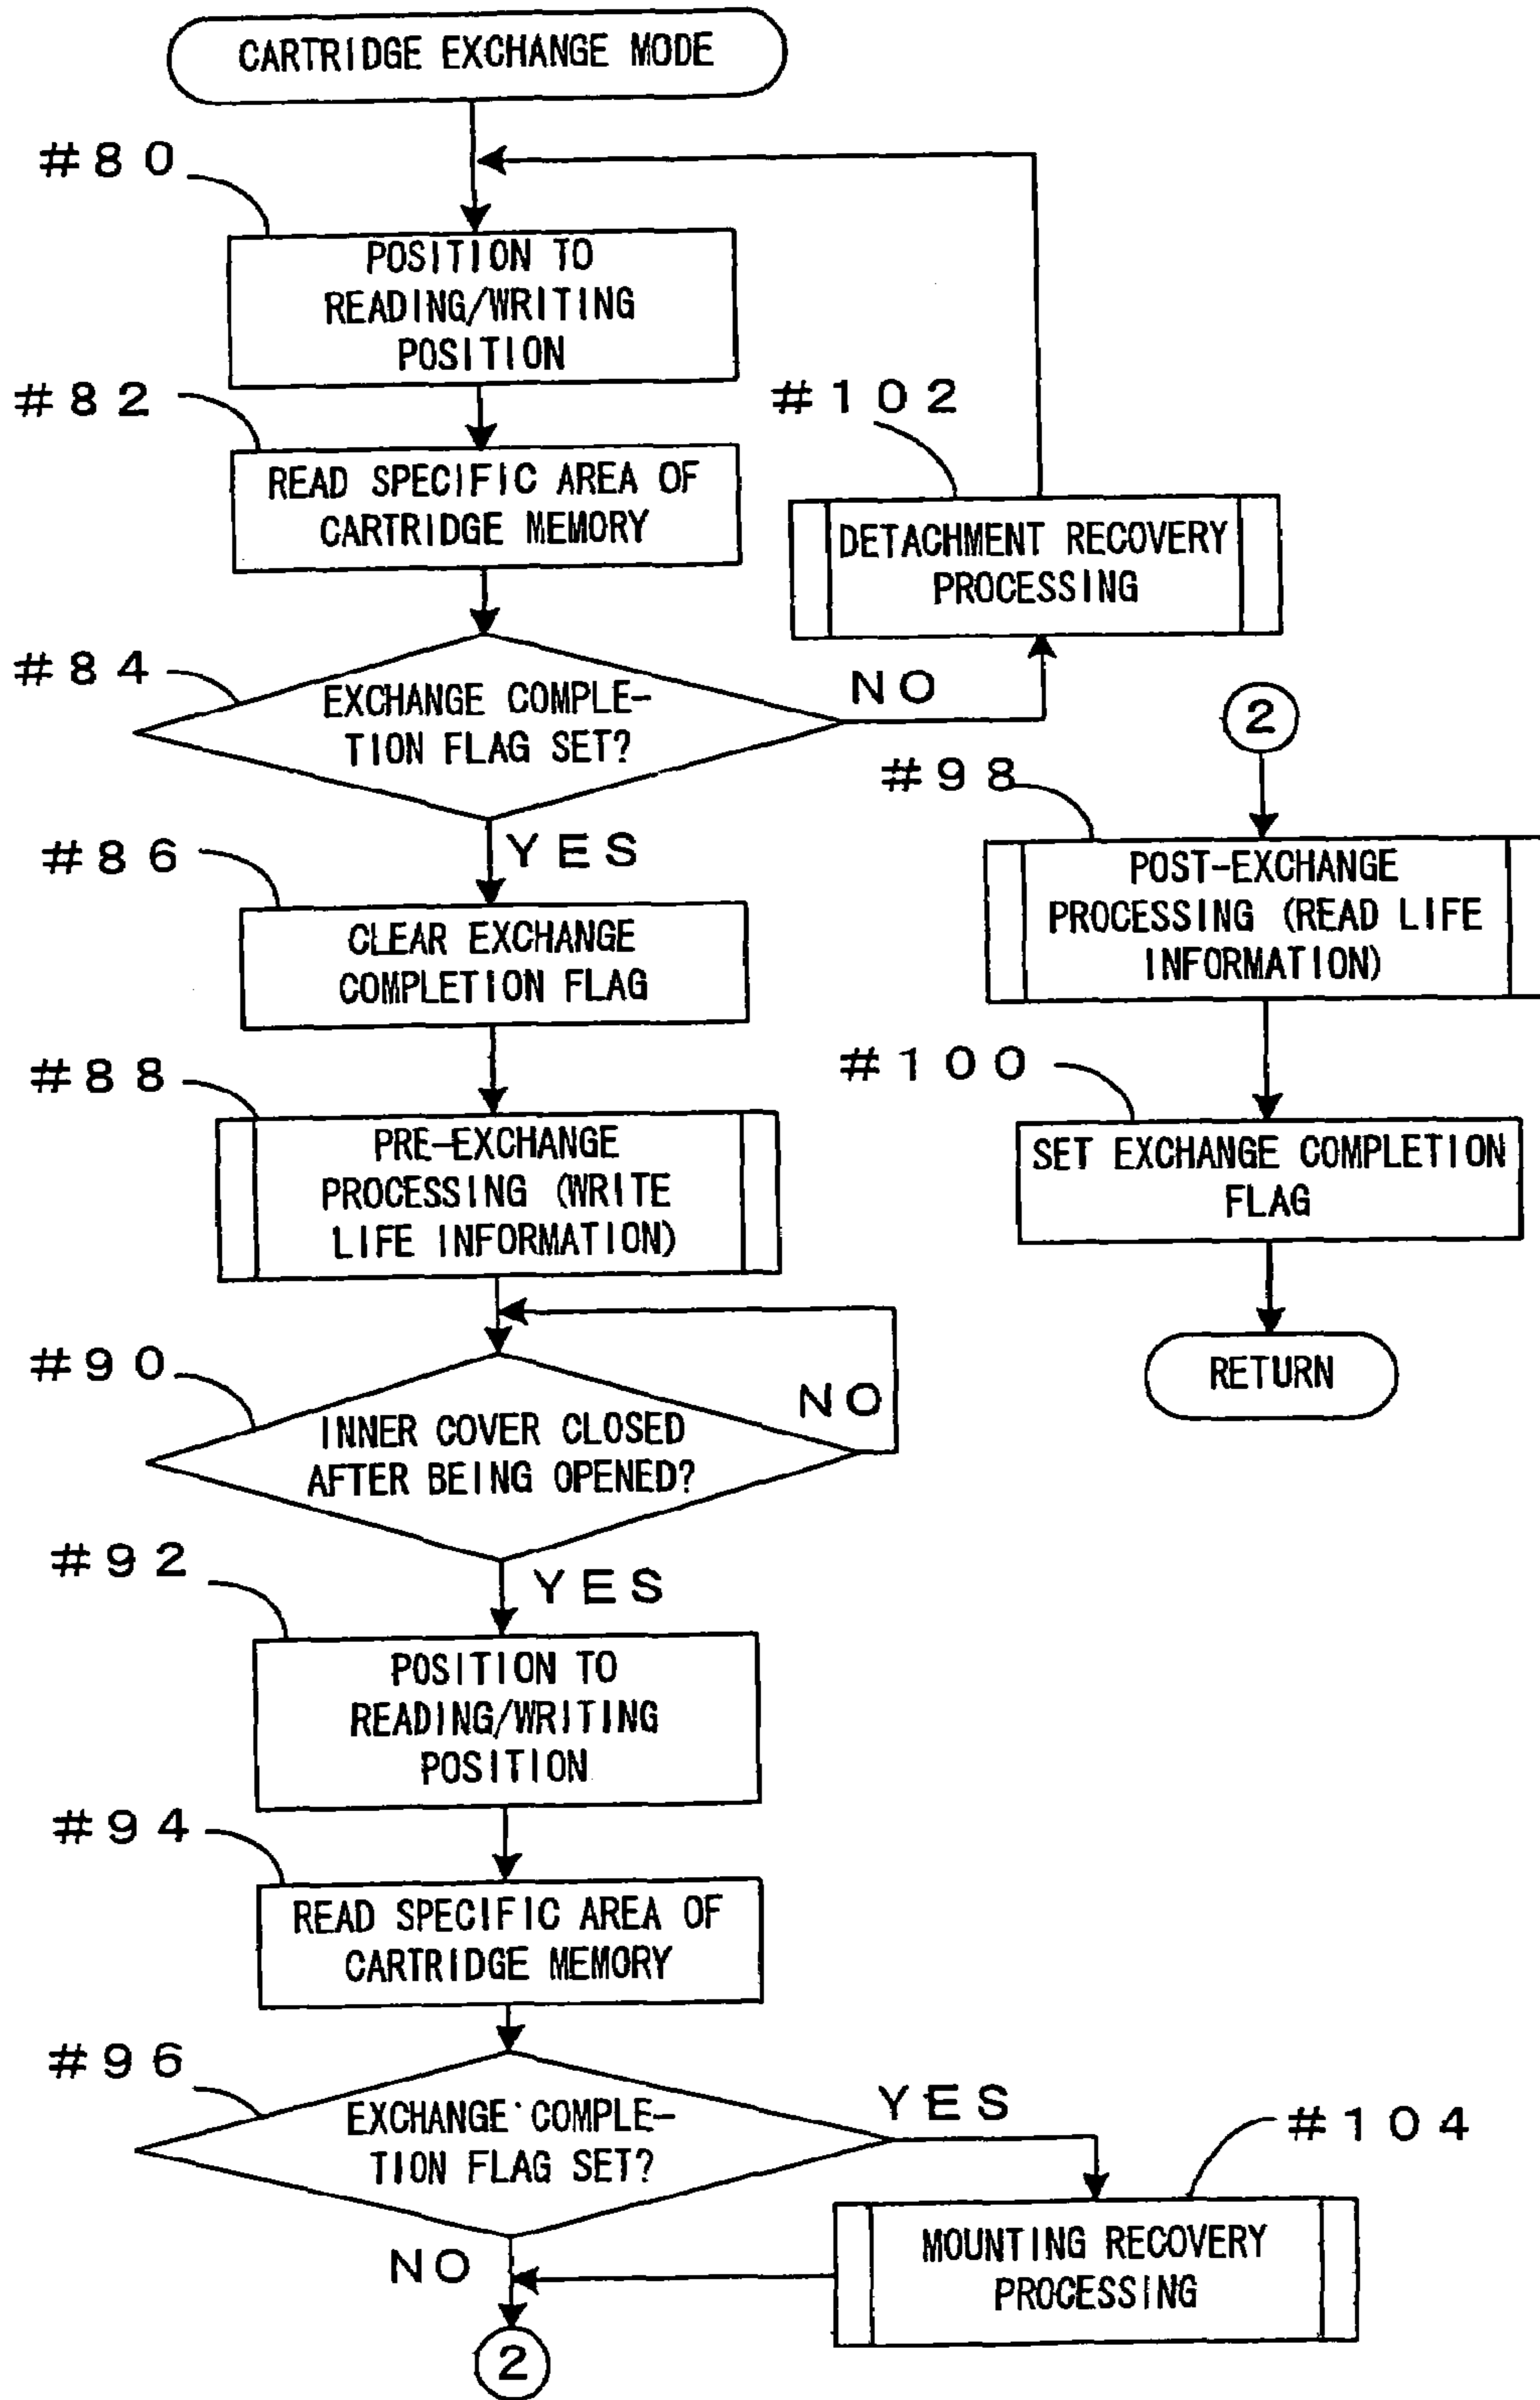 CARTRIDGE EXCHANGE MODE
#80
POSITION TO
READING/WRITING
POSITION
#82
READ SPECIFIC AREA OF
CARTRIDGE MEMORY
#102
DETACHMENT RECOVERY
PROCESSING
#84
EXCHANGE COMPLE-
TION FLAG SET?
NO
YES
#86
CLEAR EXCHANGE
COMPLETION FLAG
#88
PRE-EXCHANGE
PROCESSING (WRITE
LIFE INFORMATION)
#90
INNER COVER CLOSED
AFTER BEING OPENED?
NO
YES
#92
POSITION TO
READING/WRITING
POSITION
#94
READ SPECIFIC AREA OF
CARTRIDGE MEMORY
#96
EXCHANGE COMPLE-
TION FLAG SET?
YES
#104
MOUNTING RECOVERY
PROCESSING
NO
2
2
#98
POST-EXCHANGE
PROCESSING (READ LIFE
INFORMATION)
#100
SET EXCHANGE COMPLETION
FLAG
RETURN